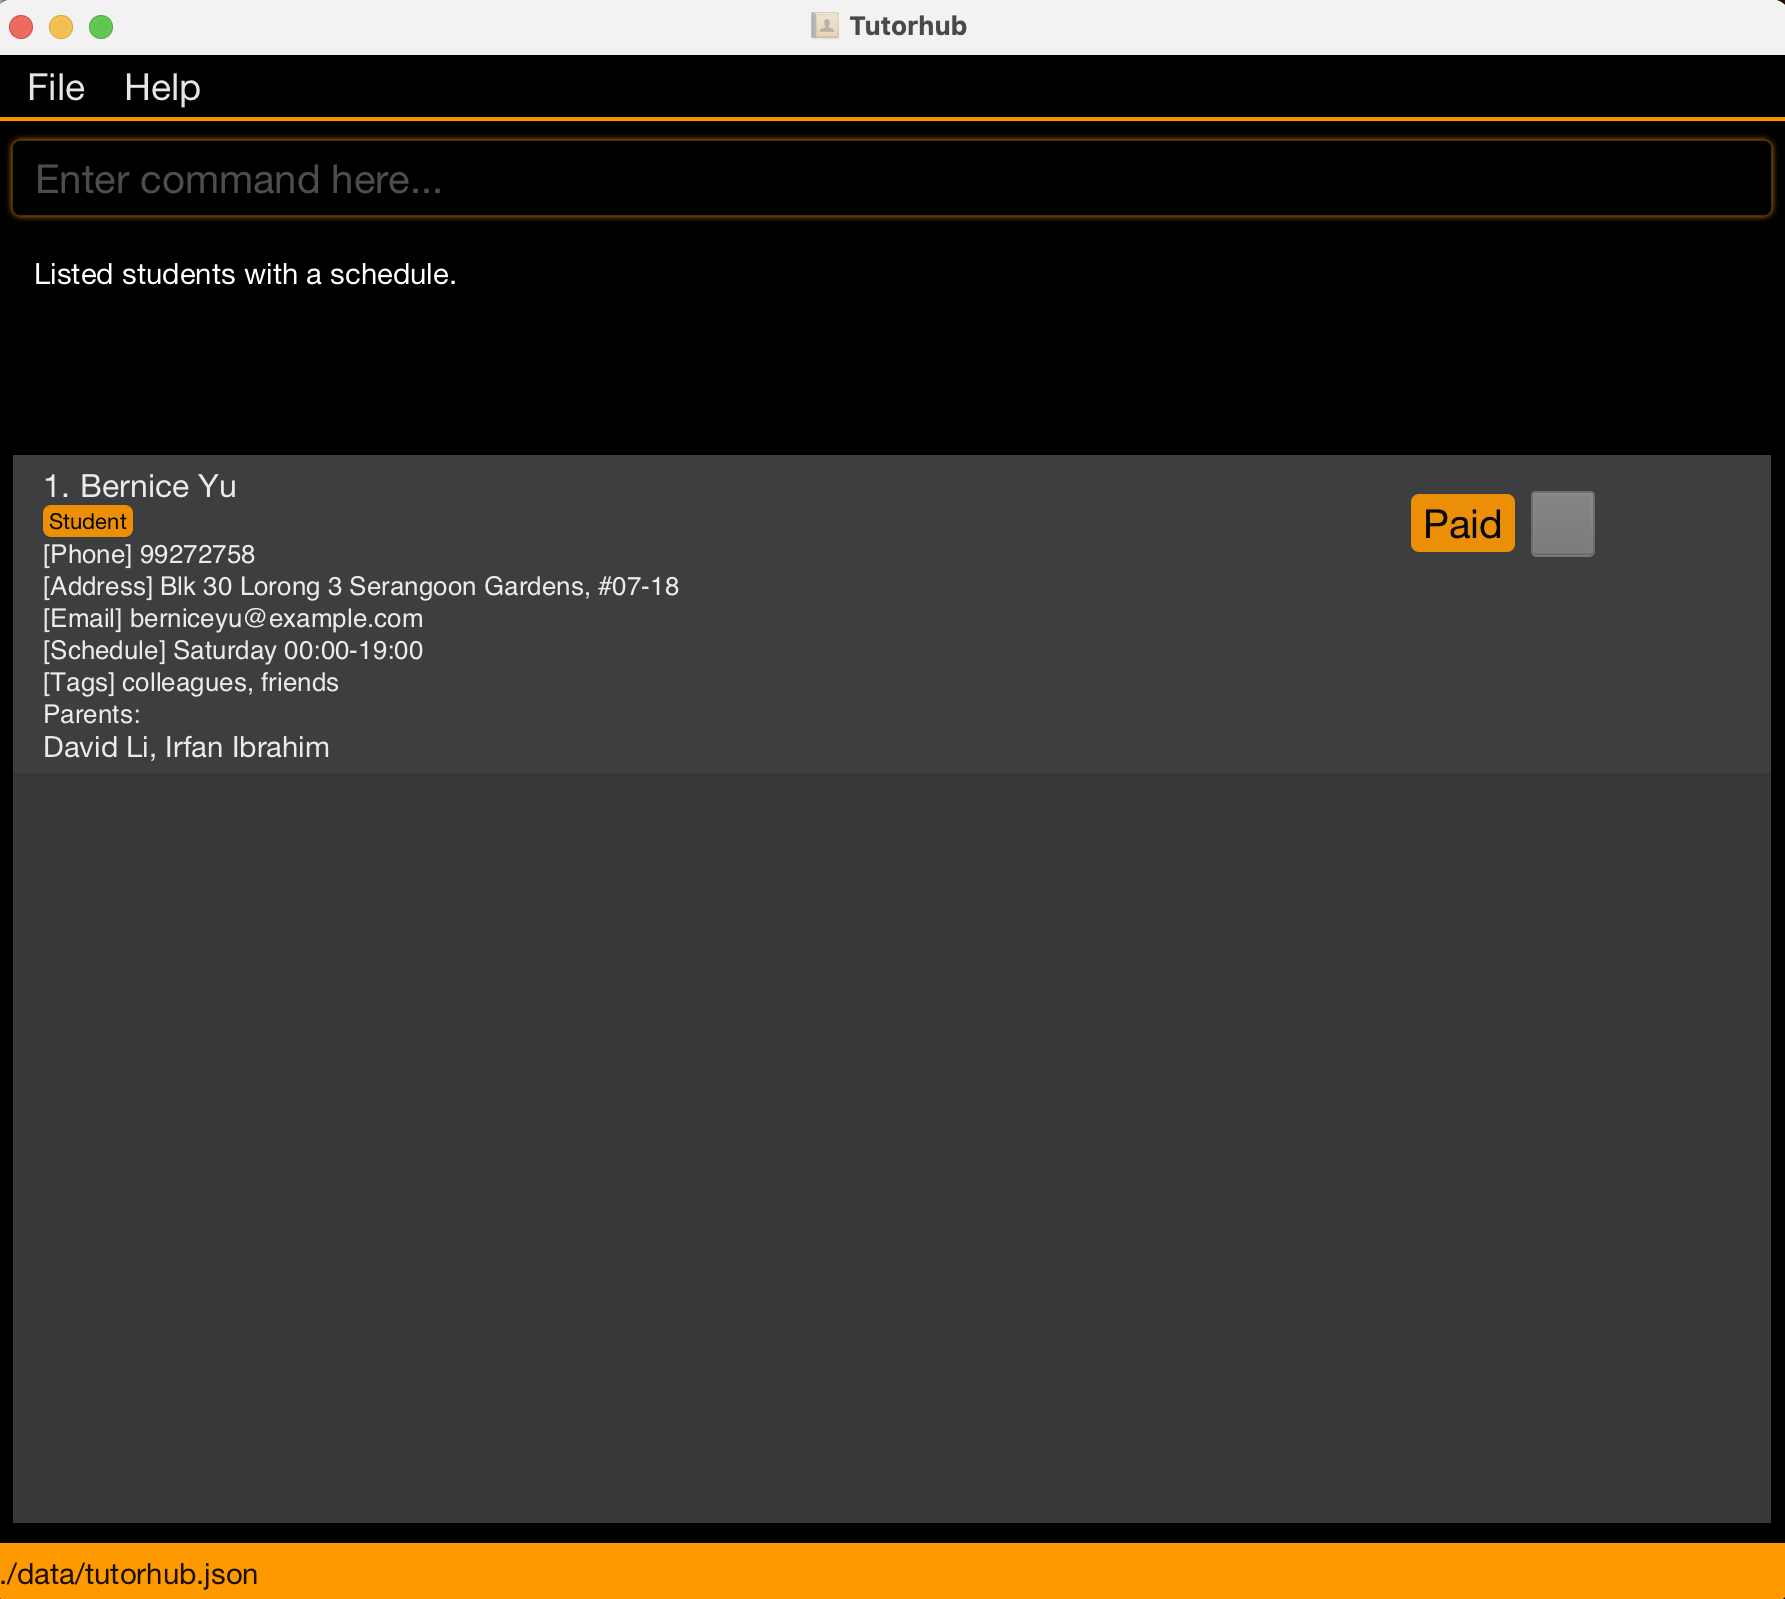 Tutorhub
File Help
Enter command here...
Listed students with a schedule.
1. Bernice Yu
Student
Paid
[Phone] 99272758
[Address] Blk 30 Lorong 3 Serangoon Gardens, #07-18
[Email] berniceyu@example.com
[Schedule] Saturday 00:00-19:00
[Tags] colleagues, friends
Parents:
David Li, Irfan Ibrahim
./data/tutorhub.json